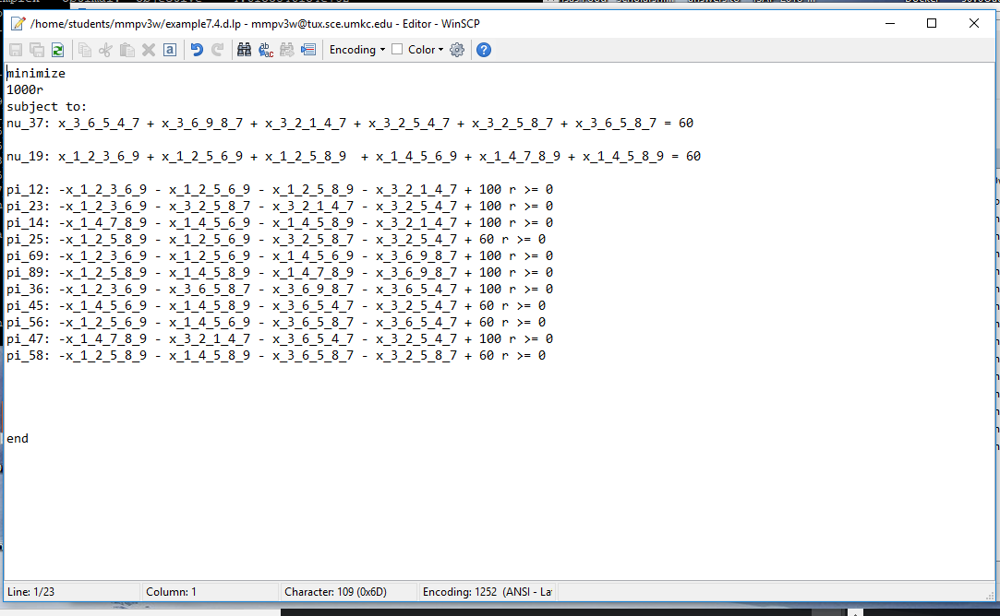 /home/students/mmpv3w/example7.4.d.lp - mmpv3w@tux.sce.umkc.edu - Editor - WinSCP
Encoding Color
minimize
1000r
subject to:
nu_37: x_3_6_5_4_7 + x_3_6_9_8_7 + x_3_2_1_4_7 + x_3_2_5_4_7 + x_3_2_5_8_7 + x_3_6_5_8_7 = 60
nu_19: x_1_2_3_6_9 + x_1_2_5_6_9 + x_1_2_5_8_9  + x_1_4_5_6_9 + x_1_4_7_8_9 + x_1_4_5_8_9 = 60
pi_12: -x_1_2_3_6_9 - x_1_2_5_6_9 - x_1_2_5_8_9 - x_3_2_1_4_7 + 100 r >= 0
pi_23: -x_1_2_3_6_9 - x_3_2_5_8_7 - x_3_2_1_4_7 - x_3_2_5_4_7 + 100 r >= 0
pi_14: -x_1_4_7_8_9 - x_1_4_5_6_9 - x_1_4_5_8_9 - x_3_2_1_4_7 + 100 r >= 0
pi_25: -x_1_2_5_8_9 - x_1_2_5_6_9 - x_3_2_5_8_7 - x_3_2_5_4_7 + 60 r >= 0
pi_69: -x_1_2_3_6_9 - x_1_2_5_6_9 - x_1_4_5_6_9 - x_3_6_9_8_7 + 100 r >= 0
pi_89: -x_1_2_5_8_9 - x_1_4_5_8_9 - x_1_4_7_8_9 - x_3_6_9_8_7 + 100 r >= 0
pi_36: -x_1_2_3_6_9 - x_3_6_5_8_7 - x_3_6_9_8_7 - x_3_6_5_4_7 + 100 r >= 0
pi_45: -x_1_4_5_6_9 - x_1_4_5_8_9 - x_3_6_5_4_7 - x_3_2_5_4_7 + 60 r >= 0
pi_56: -x_1_2_5_6_9 - x_1_4_5_6_9 - x_3_6_5_8_7 - x_3_6_5_4_7 + 60 r >= 0
pi_47: -x_1_4_7_8_9 - x_3_2_1_4_7 - x_3_6_5_4_7 - x_3_2_5_4_7 + 100 r >= 0
pi_58: -x_1_2_5_8_9 - x_1_4_5_8_9 - x_3_6_5_8_7 - x_3_2_5_8_7 + 60 r >= 0
end
Line: 1/23 Column: 1 Character: 109 (0x6D) Encoding: 1252 (ANSI - La